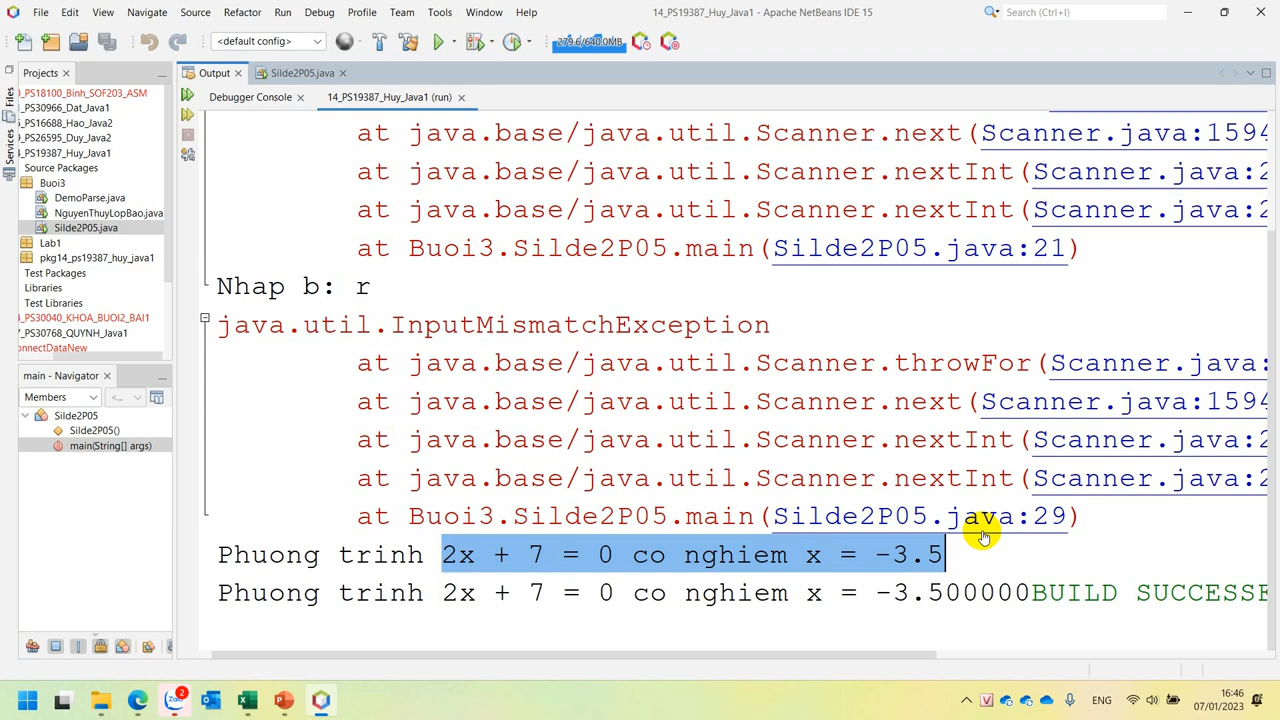 File Edit View Navigate Source Refactor Run Debug Profile Team Tools Window Help
14_PS19387_Huy_Java1 - Apache NetBeans IDE 15
Search (Ctrl+I)
<default config>
279.6/640.0MB
Projects
Output
Silde2P05.java
Debugger Console
14_PS19387_Huy_Java1 (run)
Files
Services
_PS18100_Binh_SOF203_ASM
_PS30966_Dat_Java1
_PS16688_Hao_Java2
_PS26595_Duy_Java2
_PS19387_Huy_Java1
Source Packages
Buoi3
DemoParse.java
NguyenThuyLopBao.java
Silde2P05.java
Lab1
pkg14_ps19387_huy_java1
Test Packages
Libraries
Test Libraries
_PS30040_KHOA_BUOI2_BAI1
_PS30768_QUYNH_Java1
onnectDataNew
main - Navigator
Members
<...
Silde2P05
Silde2P05()
main(String[] args)
at java.base/java.util.Scanner.next(Scanner.java:1594
at java.base/java.util.Scanner.nextInt(Scanner.java:2
at java.base/java.util.Scanner.nextInt(Scanner.java:2
at Buoi3.Silde2P05.main(Silde2P05.java:21)
Nhap b: r
java.util.InputMismatchException
at java.base/java.util.Scanner.throwFor(Scanner.java:
at java.base/java.util.Scanner.next(Scanner.java:1594
at java.base/java.util.Scanner.nextInt(Scanner.java:2
at java.base/java.util.Scanner.nextInt(Scanner.java:2
at Buoi3.Silde2P05.main(Silde2P05.java:29)
Phuong trinh 2x + 7 = 0 co nghiem x = -3.5
Phuong trinh 2x + 7 = 0 co nghiem x = -3.500000BUILD SUCCESSE
Zalo
2
ENG
16:46
07/01/2023